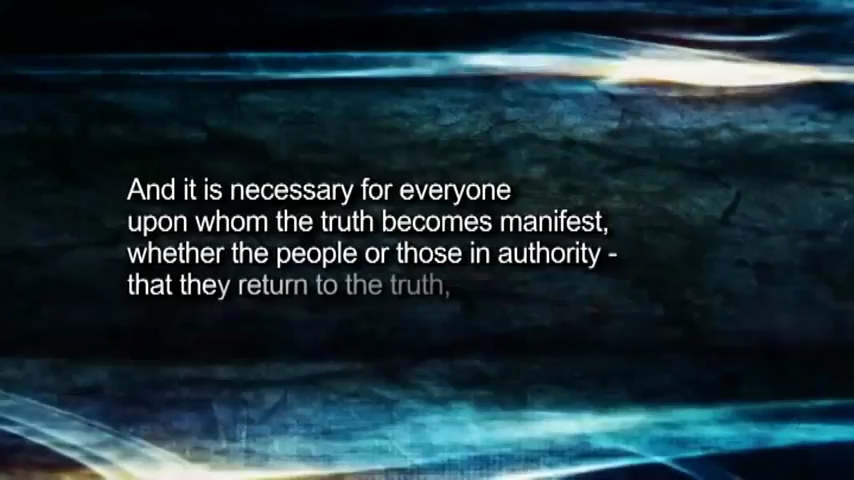 And it is necessary for everyone
upon whom the truth becomes manifest,
whether the people or those in authority -
that they return to the truth,